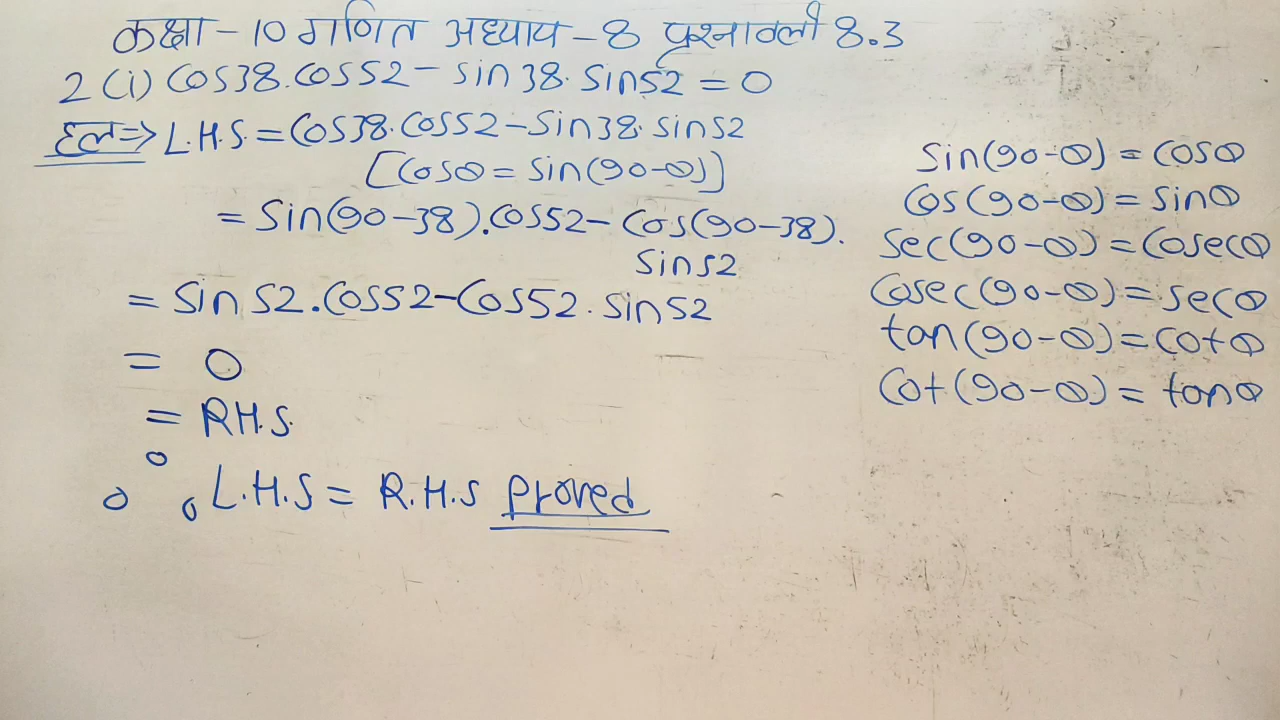 कक्षा-10 गणित अध्याय-8 प्रश्नावली 8.3
2 (i) Cos38.Cos52-sin38.sin52=0
हल=> L.H.S.=Cos38.Cos52-Sin38.sin52
[Cosθ=Sin(90-θ)]
=Sin(90-38).Cos52-Cos(90-38).
Sin52
=Sin52.Cos52-Cos52.sin52
= 0
= R.H.S.
∴ L.H.S= R.H.S Proved
Sin(90-θ)=Cosθ
Cos(90-θ)=sinθ
Sec(90-θ)=Cosecθ
Cosec(90-θ)=secθ
tan(90-θ)=Cotθ
Cot(90-θ)=tanθ